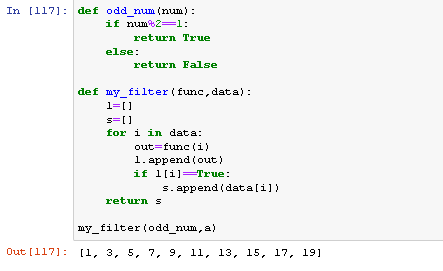 In [117]: def odd_num(num):
    if num%2==1:
        return True
    else:
        return False

def my_filter(func,data):
    l=[]
    s=[]
    for i in data:
        out=func(i)
        l.append(out)
        if l[i]==True:
            s.append(data[i])
    return s

my_filter(odd_num,a)
Out[117]: [1, 3, 5, 7, 9, 11, 13, 15, 17, 19]